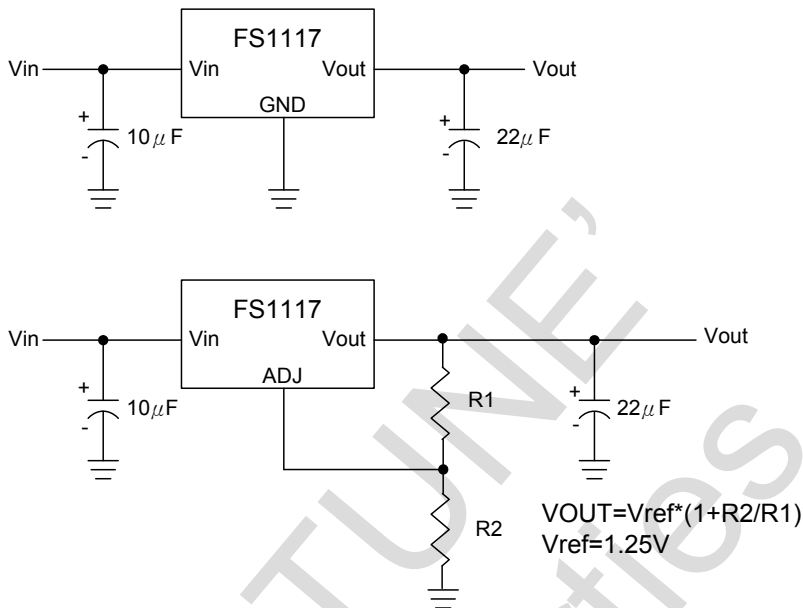 FS1117
Vin Vin Vout Vout
GND
+ 10μF
-
+ 22μF
-
FS1117
Vin Vin Vout Vout
ADJ
+ 10μF
-
R1
+ 22μF
-
R2
VOUT=Vref*(1+R2/R1)
Vref=1.25V
TUNE'